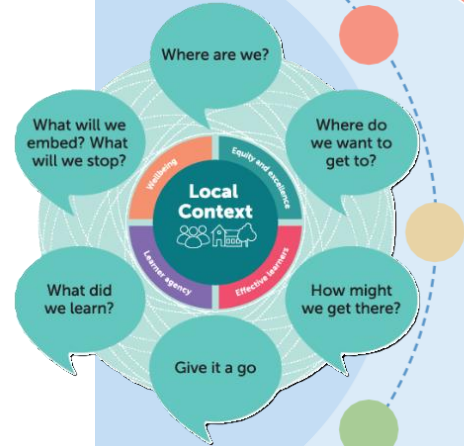 Where are we?
Where do
we want to
get to?
How might
we get there?
Give it a go
What did
we learn?
What will we
embed? What
will we stop?
Wellbeing
Equity and excellence
Effective learners
Learner agency
Local
Context